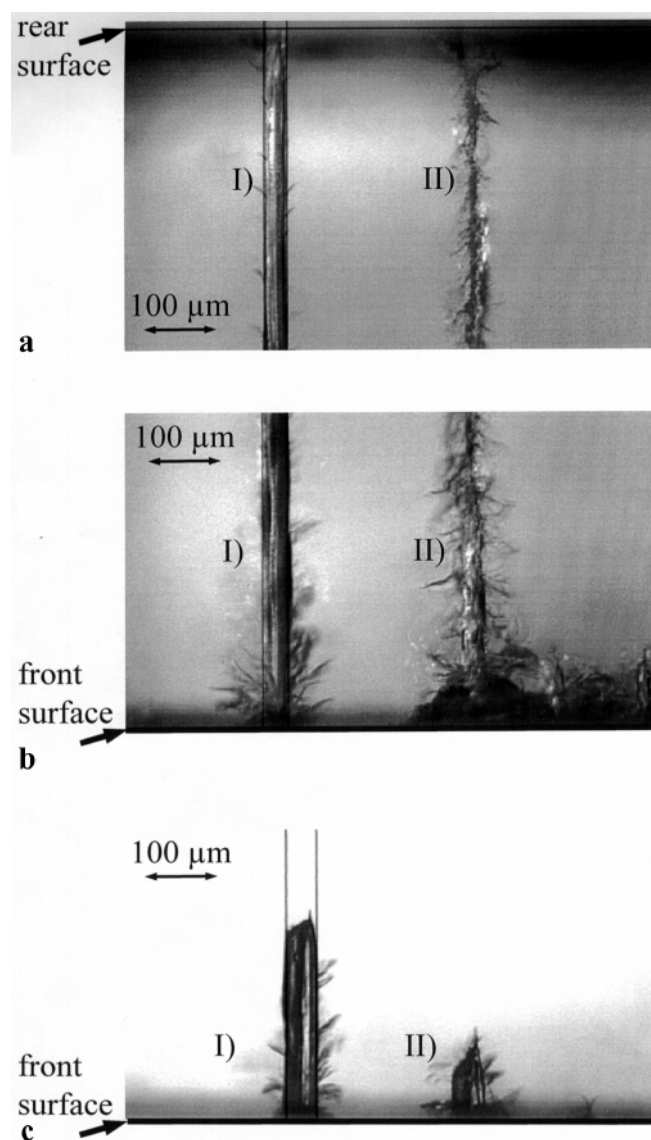 rear
surface
I)
II)
100 µm
a
100 µm
I)
II)
front
surface
b
100 µm
I)
II)
front
surface
c